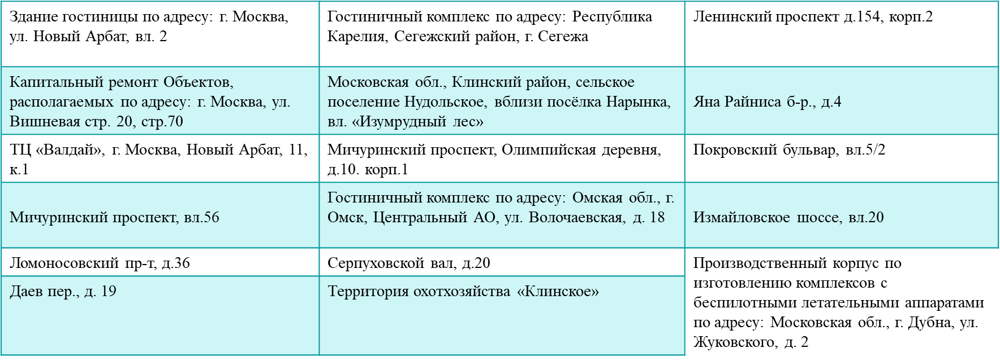 Здание гостиницы по адресу: г. Москва,
ул. Новый Арбат, вл. 2
Гостиничный комплекс по адресу: Республика
Карелия, Сегежский район, г. Сегежа
Ленинский проспект д.154, корп.2
Капитальный ремонт Объектов,
располагаемых по адресу: г. Москва, ул.
Вишневая стр. 20, стр.70
Московская обл., Клинский район, сельское
поселение Нудольское, вблизи посёлка Нарынка,
вл. «Изумрудный лес»
Яна Райниса б-р., д.4
ТЦ «Валдай», г. Москва, Новый Арбат, 11,
к.1
Мичуринский проспект, Олимпийская деревня,
д.10. корп.1
Покровский бульвар, вл.5/2
Мичуринский проспект, вл.56
Гостиничный комплекс по адресу: Омская обл., г.
Омск, Центральный АО, ул. Волочаевская, д. 18
Измайловское шоссе, вл.20
Ломоносовский пр-т, д.36
Серпуховской вал, д.20
Производственный корпус по
изготовлению комплексов с
беспилотными летательными аппаратами
по адресу: Московская обл., г. Дубна, ул.
Жуковского, д. 2
Даев пер., д. 19
Территория охотхозяйства «Клинское»